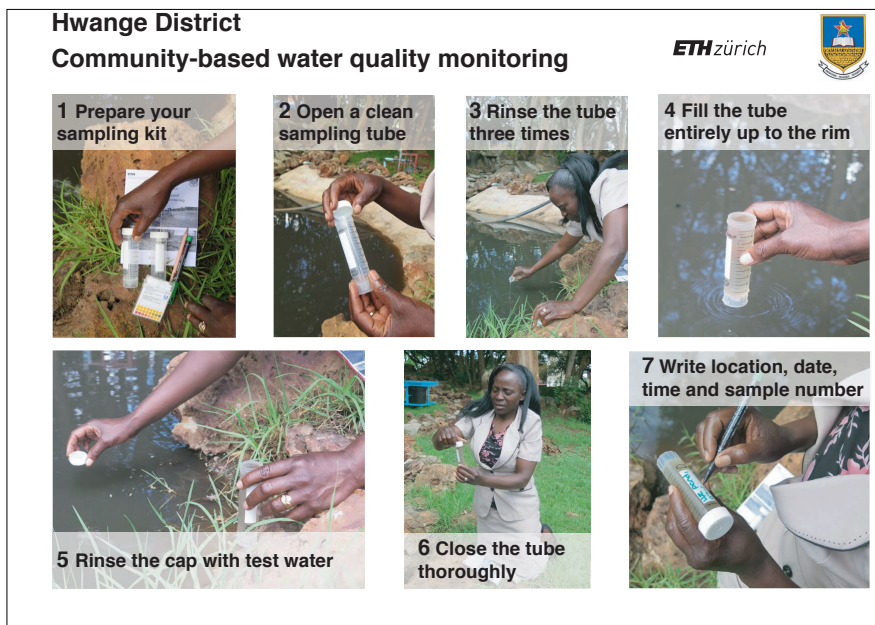 Hwange District
Community-based water quality monitoring
ETH zürich
1 Prepare your
sampling kit
2 Open a clean
sampling tube
3 Rinse the tube
three times
4 Fill the tube
entirely up to the rim
5 Rinse the cap with test water
6 Close the tube
thoroughly
7 Write location, date,
time and sample number